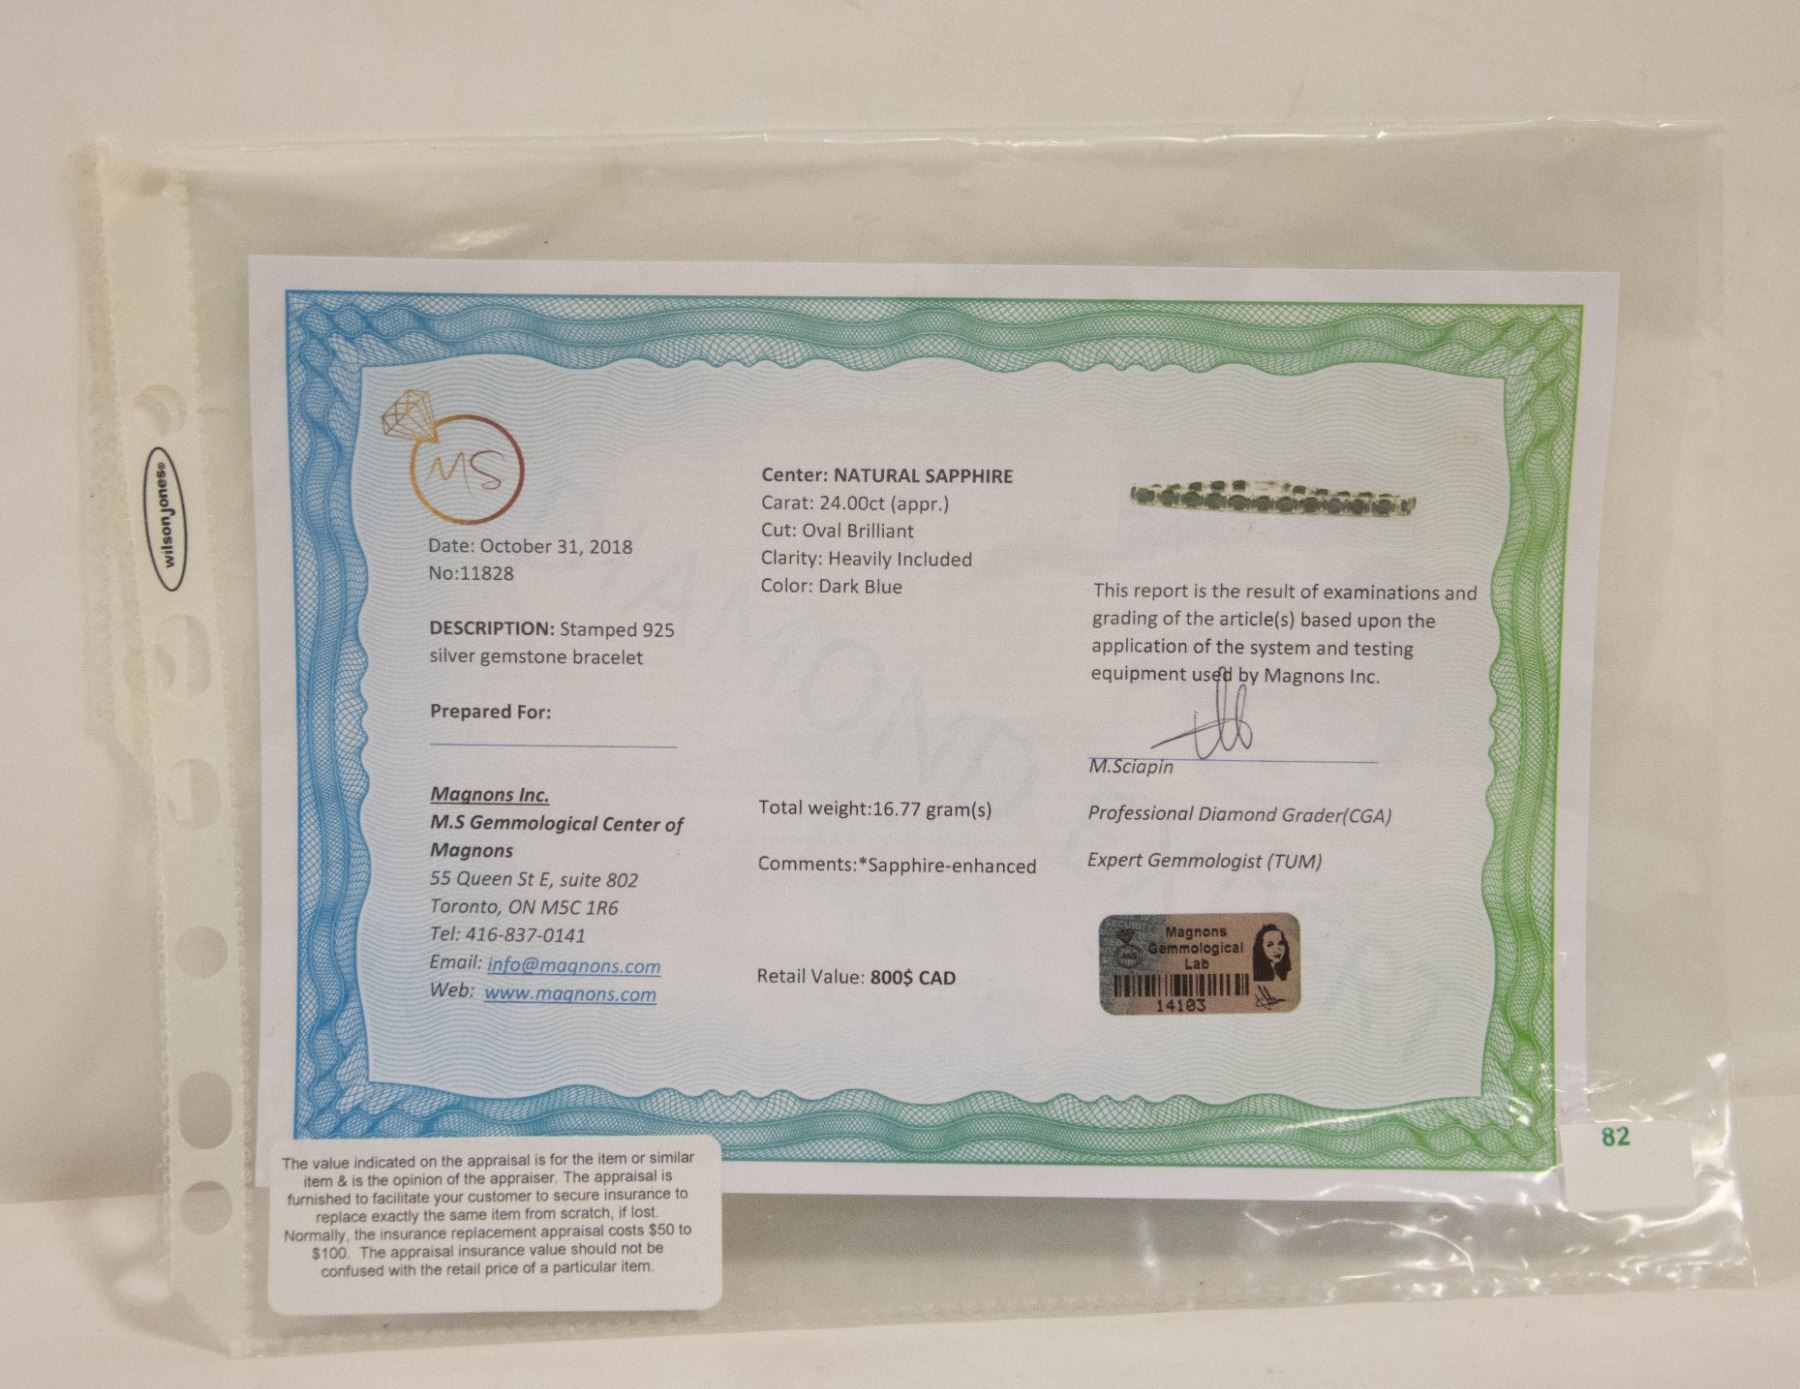 wilsonjones®
MS
Date: October 31, 2018
No:11828
DESCRIPTION: Stamped 925
silver gemstone bracelet
Prepared For:
Magnons Inc.
M.S Gemmological Center of
Magnons
55 Queen St E, suite 802
Toronto, ON M5C 1R6
Tel: 416-837-0141
Email: info@magnons.com
Web: www.magnons.com
Center: NATURAL SAPPHIRE
Carat: 24.00ct (appr.)
Cut: Oval Brilliant
Clarity: Heavily Included
Color: Dark Blue
Total weight:16.77 gram(s)
Comments:*Sapphire-enhanced
Retail Value: 800$ CAD
This report is the result of examinations and
grading of the article(s) based upon the
application of the system and testing
equipment used by Magnons Inc.
M.Sciapin
Professional Diamond Grader(CGA)
Expert Gemmologist (TUM)
Magnons
Gemmological
Lab
14103
82
The value indicated on the appraisal is for the item or similar
item & is the opinion of the appraiser. The appraisal is
furnished to facilitate your customer to secure insurance to
replace exactly the same item from scratch, if lost.
Normally, the insurance replacement appraisal costs $50 to
$100. The appraisal insurance value should not be
confused with the retail price of a particular item.